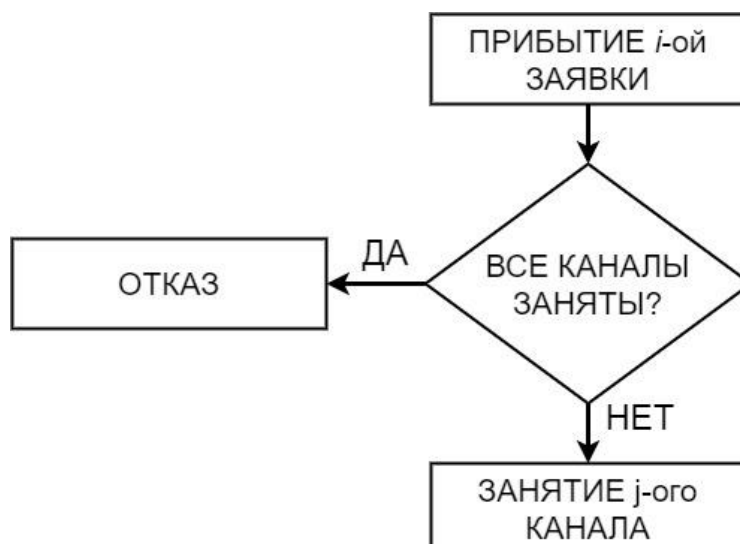 ПРИБЫТИЕ i-ой
ЗАЯВКИ
ДА
ВСЕ КАНАЛЫ
ЗАНЯТЫ?
ОТКАЗ
НЕТ
ЗАНЯТИЕ j-ого
КАНАЛА